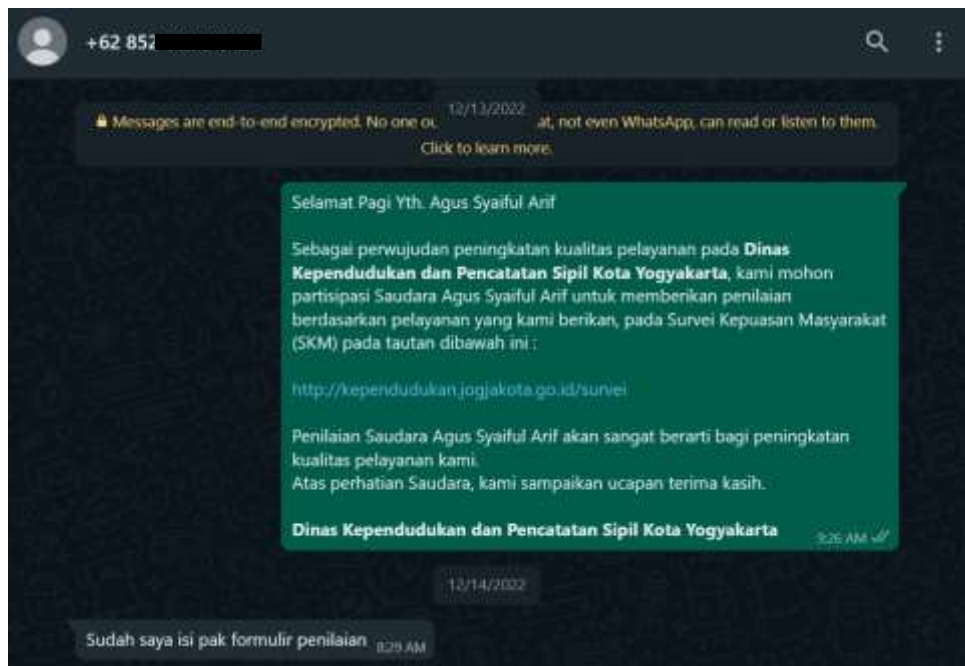 +62 852
12/13/2022
Messages are end-to-end encrypted. No one ou at, not even WhatsApp, can read or listen to them.
Click to learn more.
Selamat Pagi Yth. Agus Syaiful Arif
Sebagai perwujudan peningkatan kualitas pelayanan pada Dinas
Kependudukan dan Pencatatan Sipil Kota Yogyakarta, kami mohon
partisipasi Saudara Agus Syaiful Arif untuk memberikan penilaian
berdasarkan pelayanan yang kami berikan, pada Survei Kepuasan Masyarakat
(SKM) pada tautan dibawah ini :
http://kependudukan.jogjakota.go.id/survei
Penilaian Saudara Agus Syaiful Arif akan sangat berarti bagi peningkatan
kualitas pelayanan kami.
Atas perhatian Saudara, kami sampaikan ucapan terima kasih.
Dinas Kependudukan dan Pencatatan Sipil Kota Yogyakarta
9:26 AM
12/14/2022
Sudah saya isi pak formulir penilaian 8:29 AM